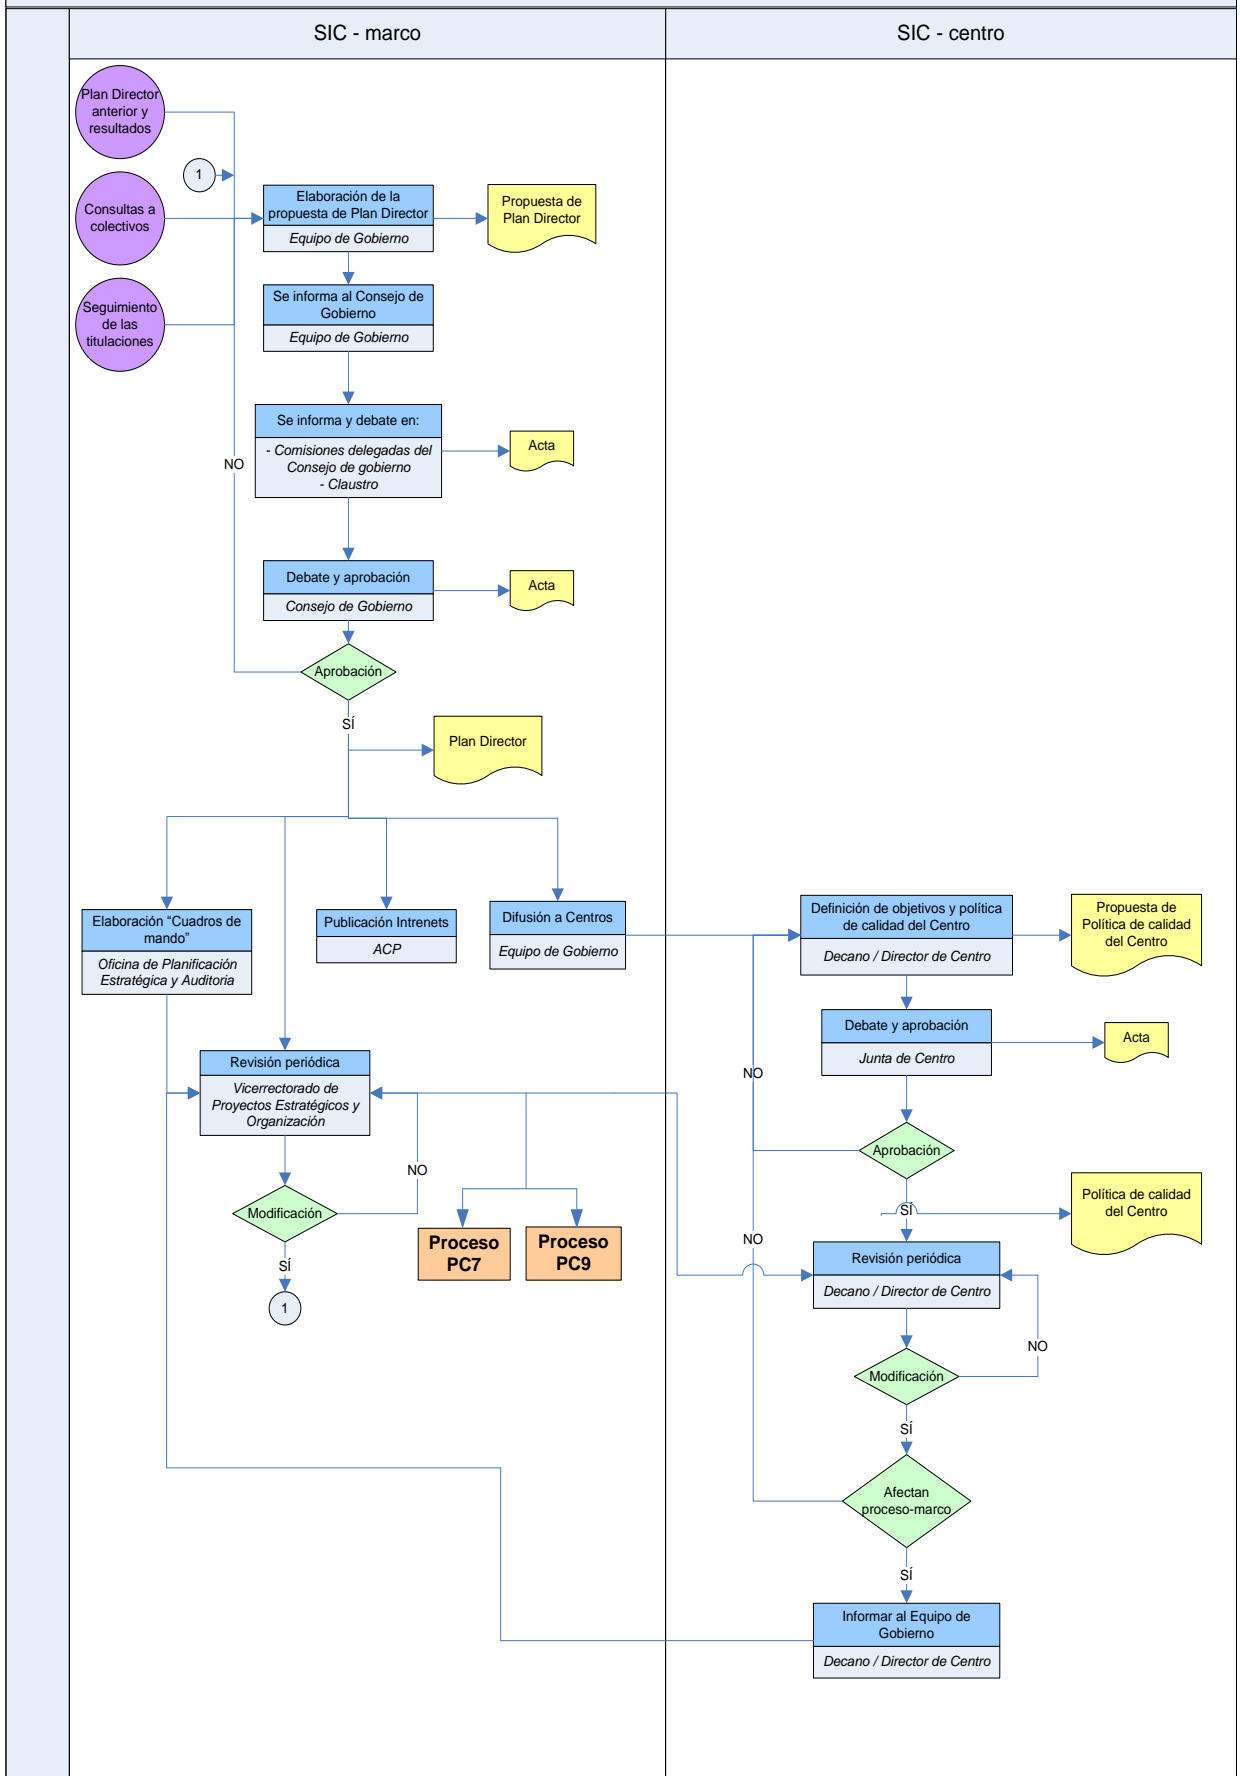 SIC - marco
SIC - centro
Plan Director
anterior y
resultados
1
Consultas a
colectivos
Seguimiento
de las
titulaciones
Elaboración de la
propuesta de Plan Director
Equipo de Gobierno
Propuesta de
Plan Director
Se informa al Consejo de
Gobierno
Equipo de Gobierno
Se informa y debate en:
- Comisiones delegadas del
Consejo de gobierno
- Claustro
Acta
NO
Debate y aprobación
Consejo de Gobierno
Acta
Aprobación
SÍ
Plan Director
Elaboración “Cuadros de
mando”
Oficina de Planificación
Estratégica y Auditoria
Publicación Intrenets
ACP
Difusión a Centros
Equipo de Gobierno
Definición de objetivos y política
de calidad del Centro
Decano / Director de Centro
Propuesta de
Política de calidad
del Centro
Debate y aprobación
Junta de Centro
Acta
NO
Aprobación
SÍ
Política de calidad
del Centro
Revisión periódica
Vicerrectorado de
Proyectos Estratégicos y
Organización
NO
Modificación
SÍ
1
Proceso
PC7
Proceso
PC9
NO
Revisión periódica
Decano / Director de Centro
NO
Modificación
SÍ
Afectan
proceso-marco
SÍ
Informar al Equipo de
Gobierno
Decano / Director de Centro